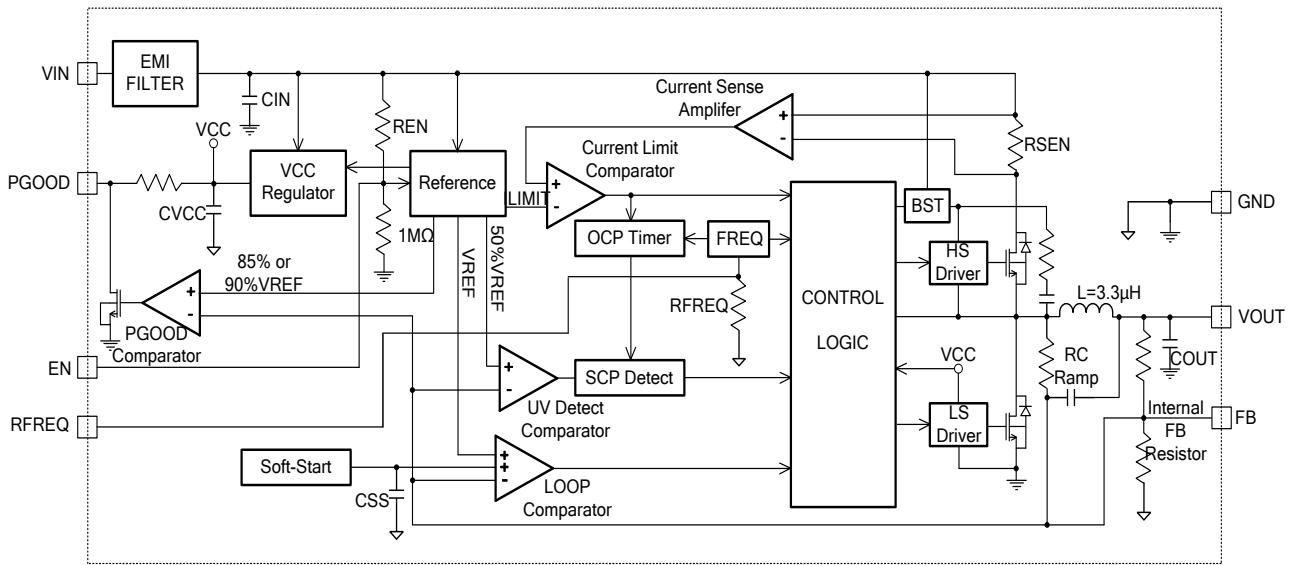 VIN
EMI
FILTER
CIN
REN
VCC
PGOOD
CVCC
VCC
Regulator
Reference
1MΩ
ILIMIT
Current Limit
Comparator
Current Sense
Amplifer
RSEN
OCP Timer
FREQ
RFREQ
BST
HS
Driver
GND
85% or
90%VREF
VREF
50%VREF
+
-
PGOOD
Comparator
EN
RFREQ
+
-
UV Detect
Comparator
SCP Detect
Soft-Start
CSS
+
+
-
LOOP
Comparator
+
-
+
-
CONTROL
LOGIC
L=3.3µH
VOUT
COUT
RC
Ramp
VCC
LS
Driver
Internal
FB
Resistor
FB